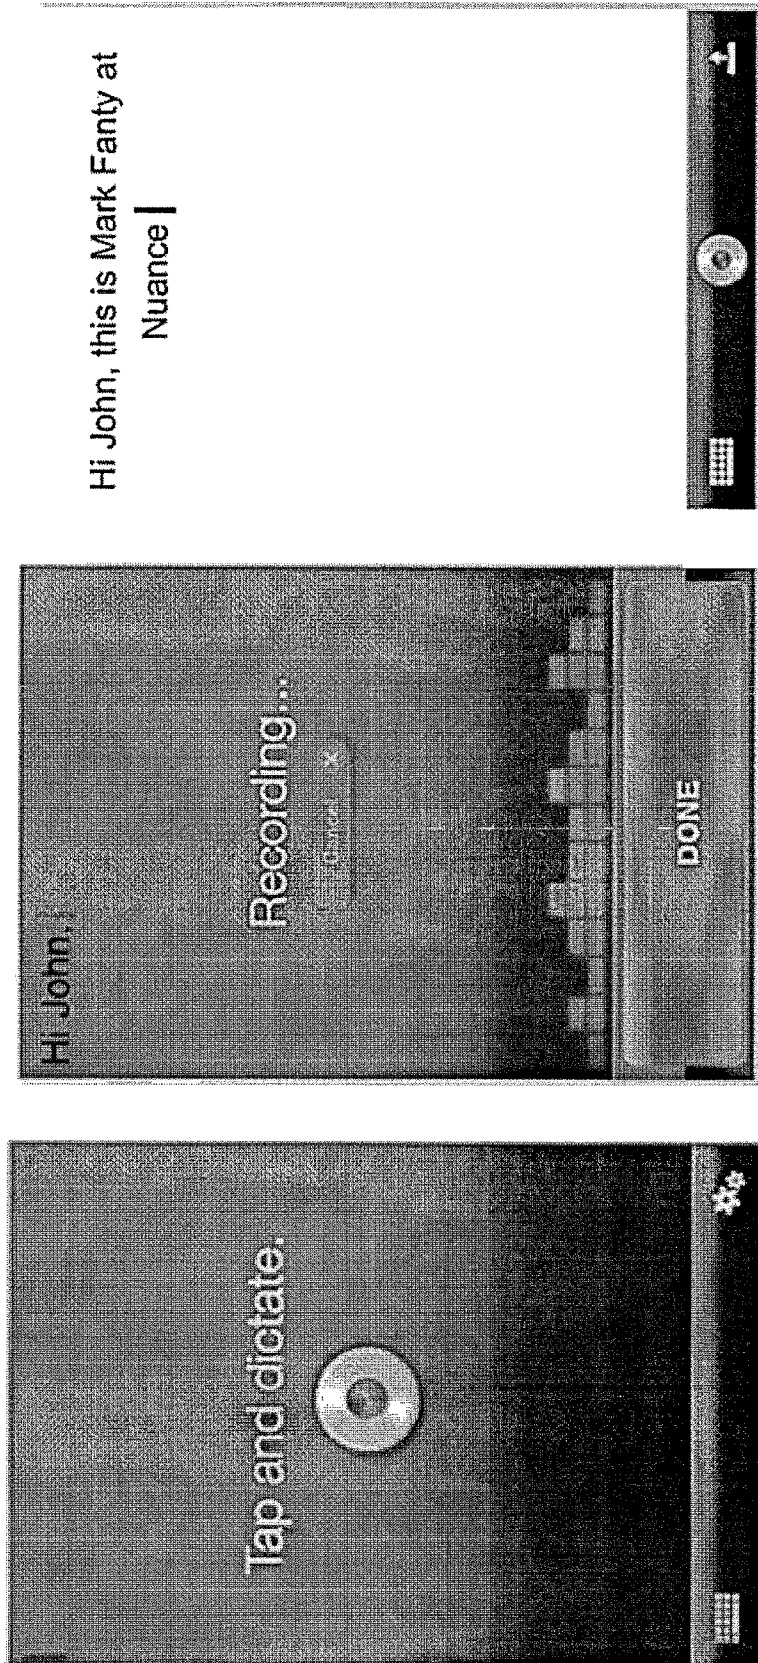 Tap and dictate.
Hi John,
Recording...
Cancel X
DONE
Hi John, this is Mark Fanty at
Nuance